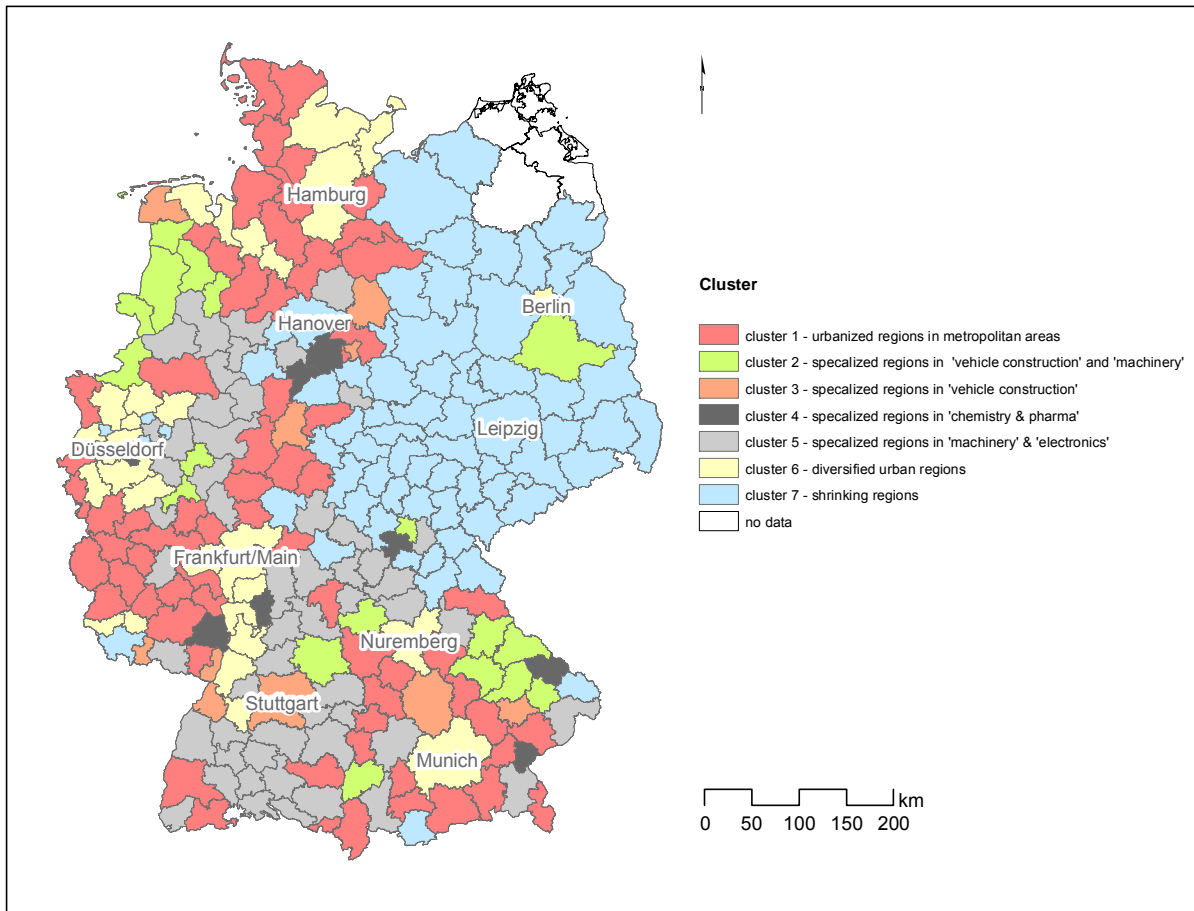 Hamburg
Berlin
Hanover
Leipzig
Düsseldorf
Frankfurt/Main
Nuremberg
Stuttgart
Munich
Cluster
cluster 1 - urbanized regions in metropolitan areas
cluster 2 - specalized regions in 'vehicle construction' and 'machinery'
cluster 3 - specalized regions in 'vehicle construction'
cluster 4 - specalized regions in 'chemistry & pharma'
cluster 5 - specalized regions in 'machinery' & 'electronics'
cluster 6 - diversified urban regions
cluster 7 - shrinking regions
no data
km
0 50 100 150 200